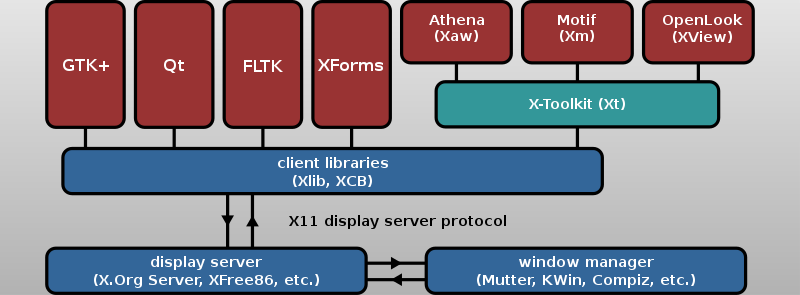 GTK+
Qt
FLTK
XForms
Athena
(Xaw)
Motif
(Xm)
OpenLook
(XView)
X-Toolkit (Xt)
client libraries
(Xlib, XCB)
X11 display server protocol
display server
(X.Org Server, XFree86, etc.)
window manager
(Mutter, KWin, Compiz, etc.)